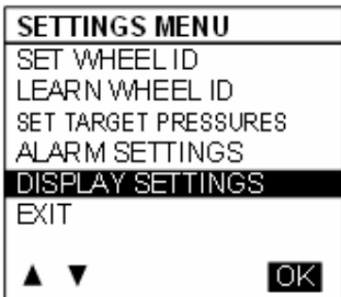 SETTINGS MENU
SET WHEEL ID
LEARN WHEEL ID
SET TARGET PRESSURES
ALARM SETTINGS
DISPLAY SETTINGS
EXIT
▲ ▼ OK